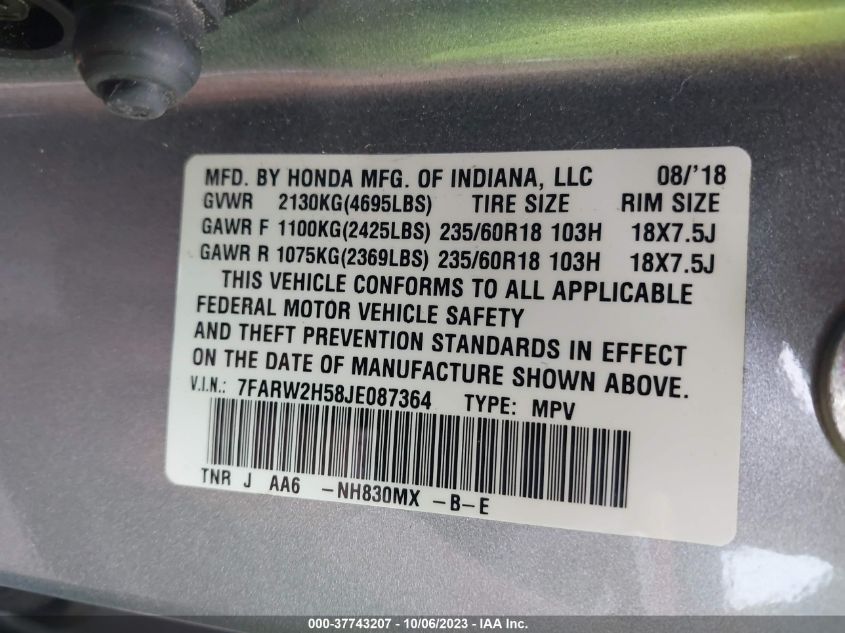 MFD. BY HONDA MFG. OF INDIANA, LLC 08/'18
GVWR 2130KG(4695LBS) TIRE SIZE RIM SIZE
GAWR F 1100KG(2425LBS) 235/60R18 103H 18X7.5J
GAWR R 1075KG(2369LBS) 235/60R18 103H 18X7.5J
THIS VEHICLE CONFORMS TO ALL APPLICABLE
FEDERAL MOTOR VEHICLE SAFETY
AND THEFT PREVENTION STANDARDS IN EFFECT
ON THE DATE OF MANUFACTURE SHOWN ABOVE.
V.I.N.: 7FARW2H58JE087364 TYPE: MPV
TNR J AA6 -NH830MX -B-E
000-37743207 - 10/06/2023 - IAA Inc.